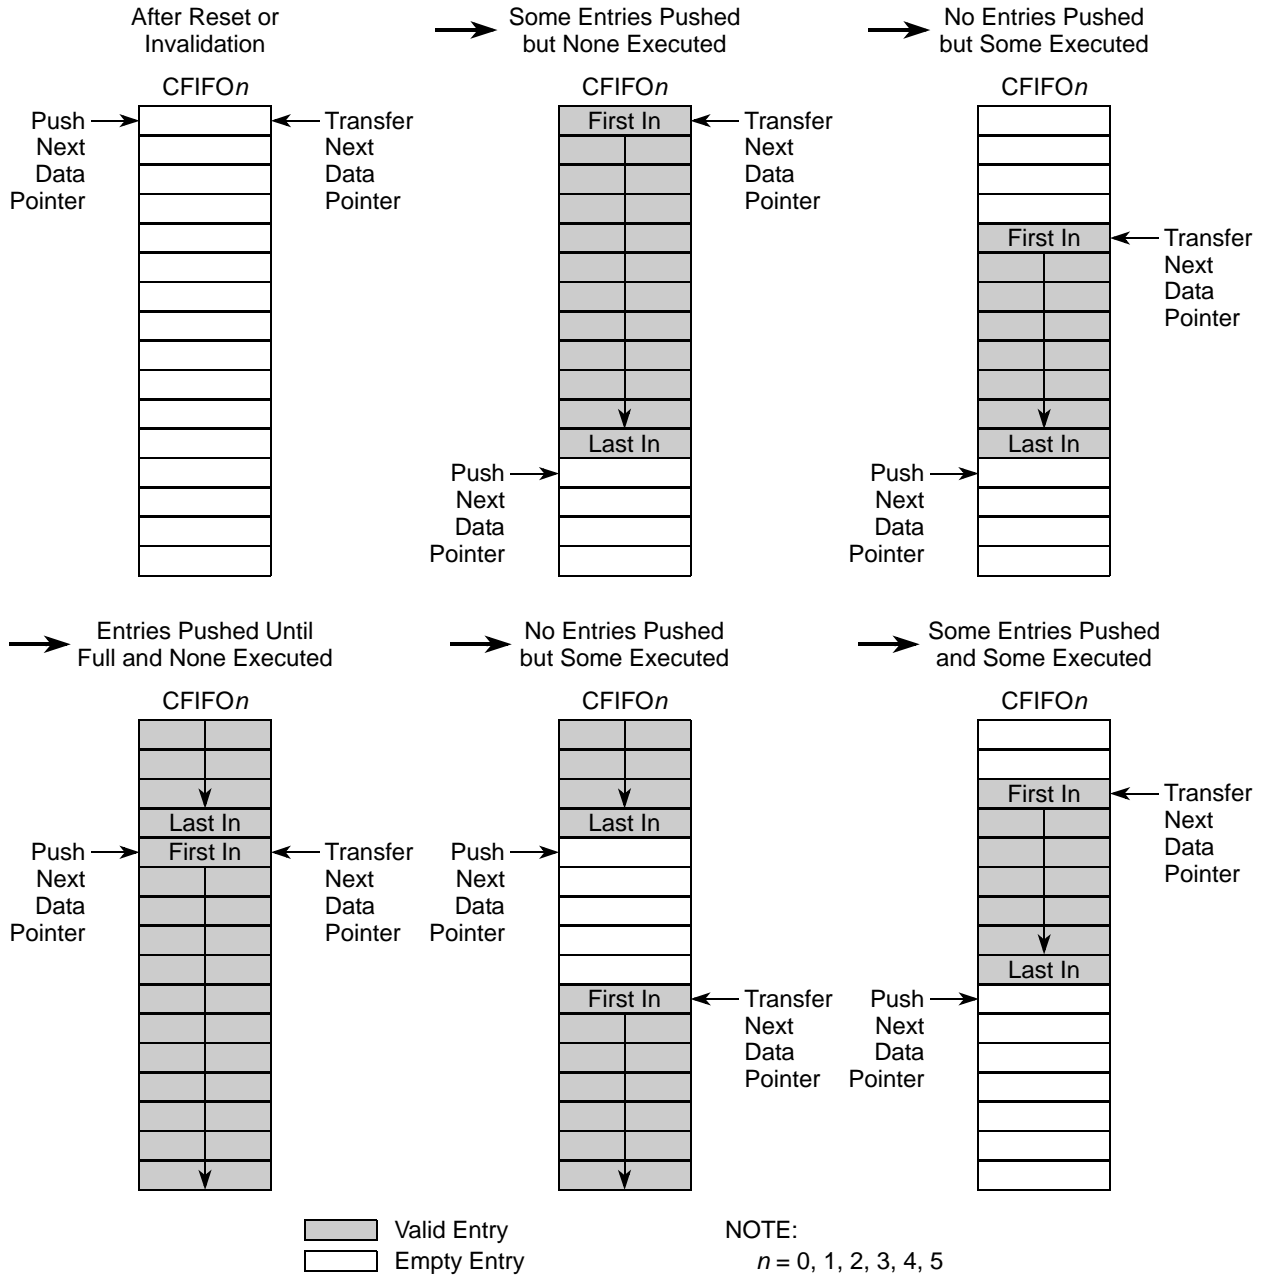 After Reset or
Invalidation
CFIFOn
Push
Next
Data
Pointer
Transfer
Next
Data
Pointer
Some Entries Pushed
but None Executed
CFIFOn
First In
Last In
Transfer
Next
Data
Pointer
Push
Next
Data
Pointer
No Entries Pushed
but Some Executed
CFIFOn
First In
Last In
Transfer
Next
Data
Pointer
Push
Next
Data
Pointer
Entries Pushed Until
Full and None Executed
CFIFOn
Last In
First In
Push
Next
Data
Pointer
Transfer
Next
Data
Pointer
No Entries Pushed
but Some Executed
CFIFOn
Last In
Push
Next
Data
Pointer
First In
Transfer
Next
Data
Pointer
Some Entries Pushed
and Some Executed
CFIFOn
First In
Transfer
Next
Data
Pointer
Last In
Push
Next
Data
Pointer
Valid Entry
Empty Entry
NOTE:
n = 0, 1, 2, 3, 4, 5